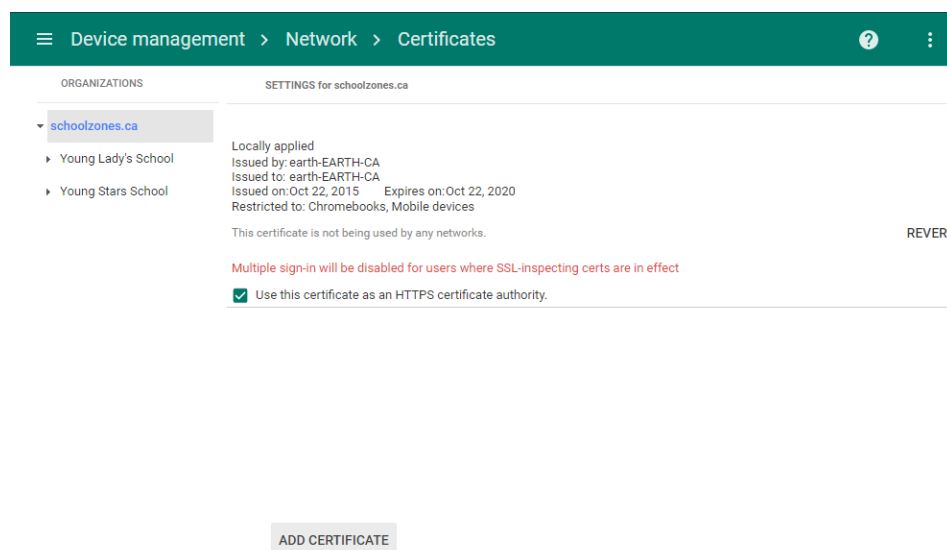 Device management > Network > Certificates
ORGANIZATIONS
SETTINGS for schoolzones.ca
schoolzones.ca
Young Lady's School
Young Stars School
Locally applied
Issued by: earth-EARTH-CA
Issued to: earth-EARTH-CA
Issued on:Oct 22, 2015 Expires on:Oct 22, 2020
Restricted to: Chromebooks, Mobile devices
This certificate is not being used by any networks.
REVER
Multiple sign-in will be disabled for users where SSL-inspecting certs are in effect
Use this certificate as an HTTPS certificate authority.
ADD CERTIFICATE